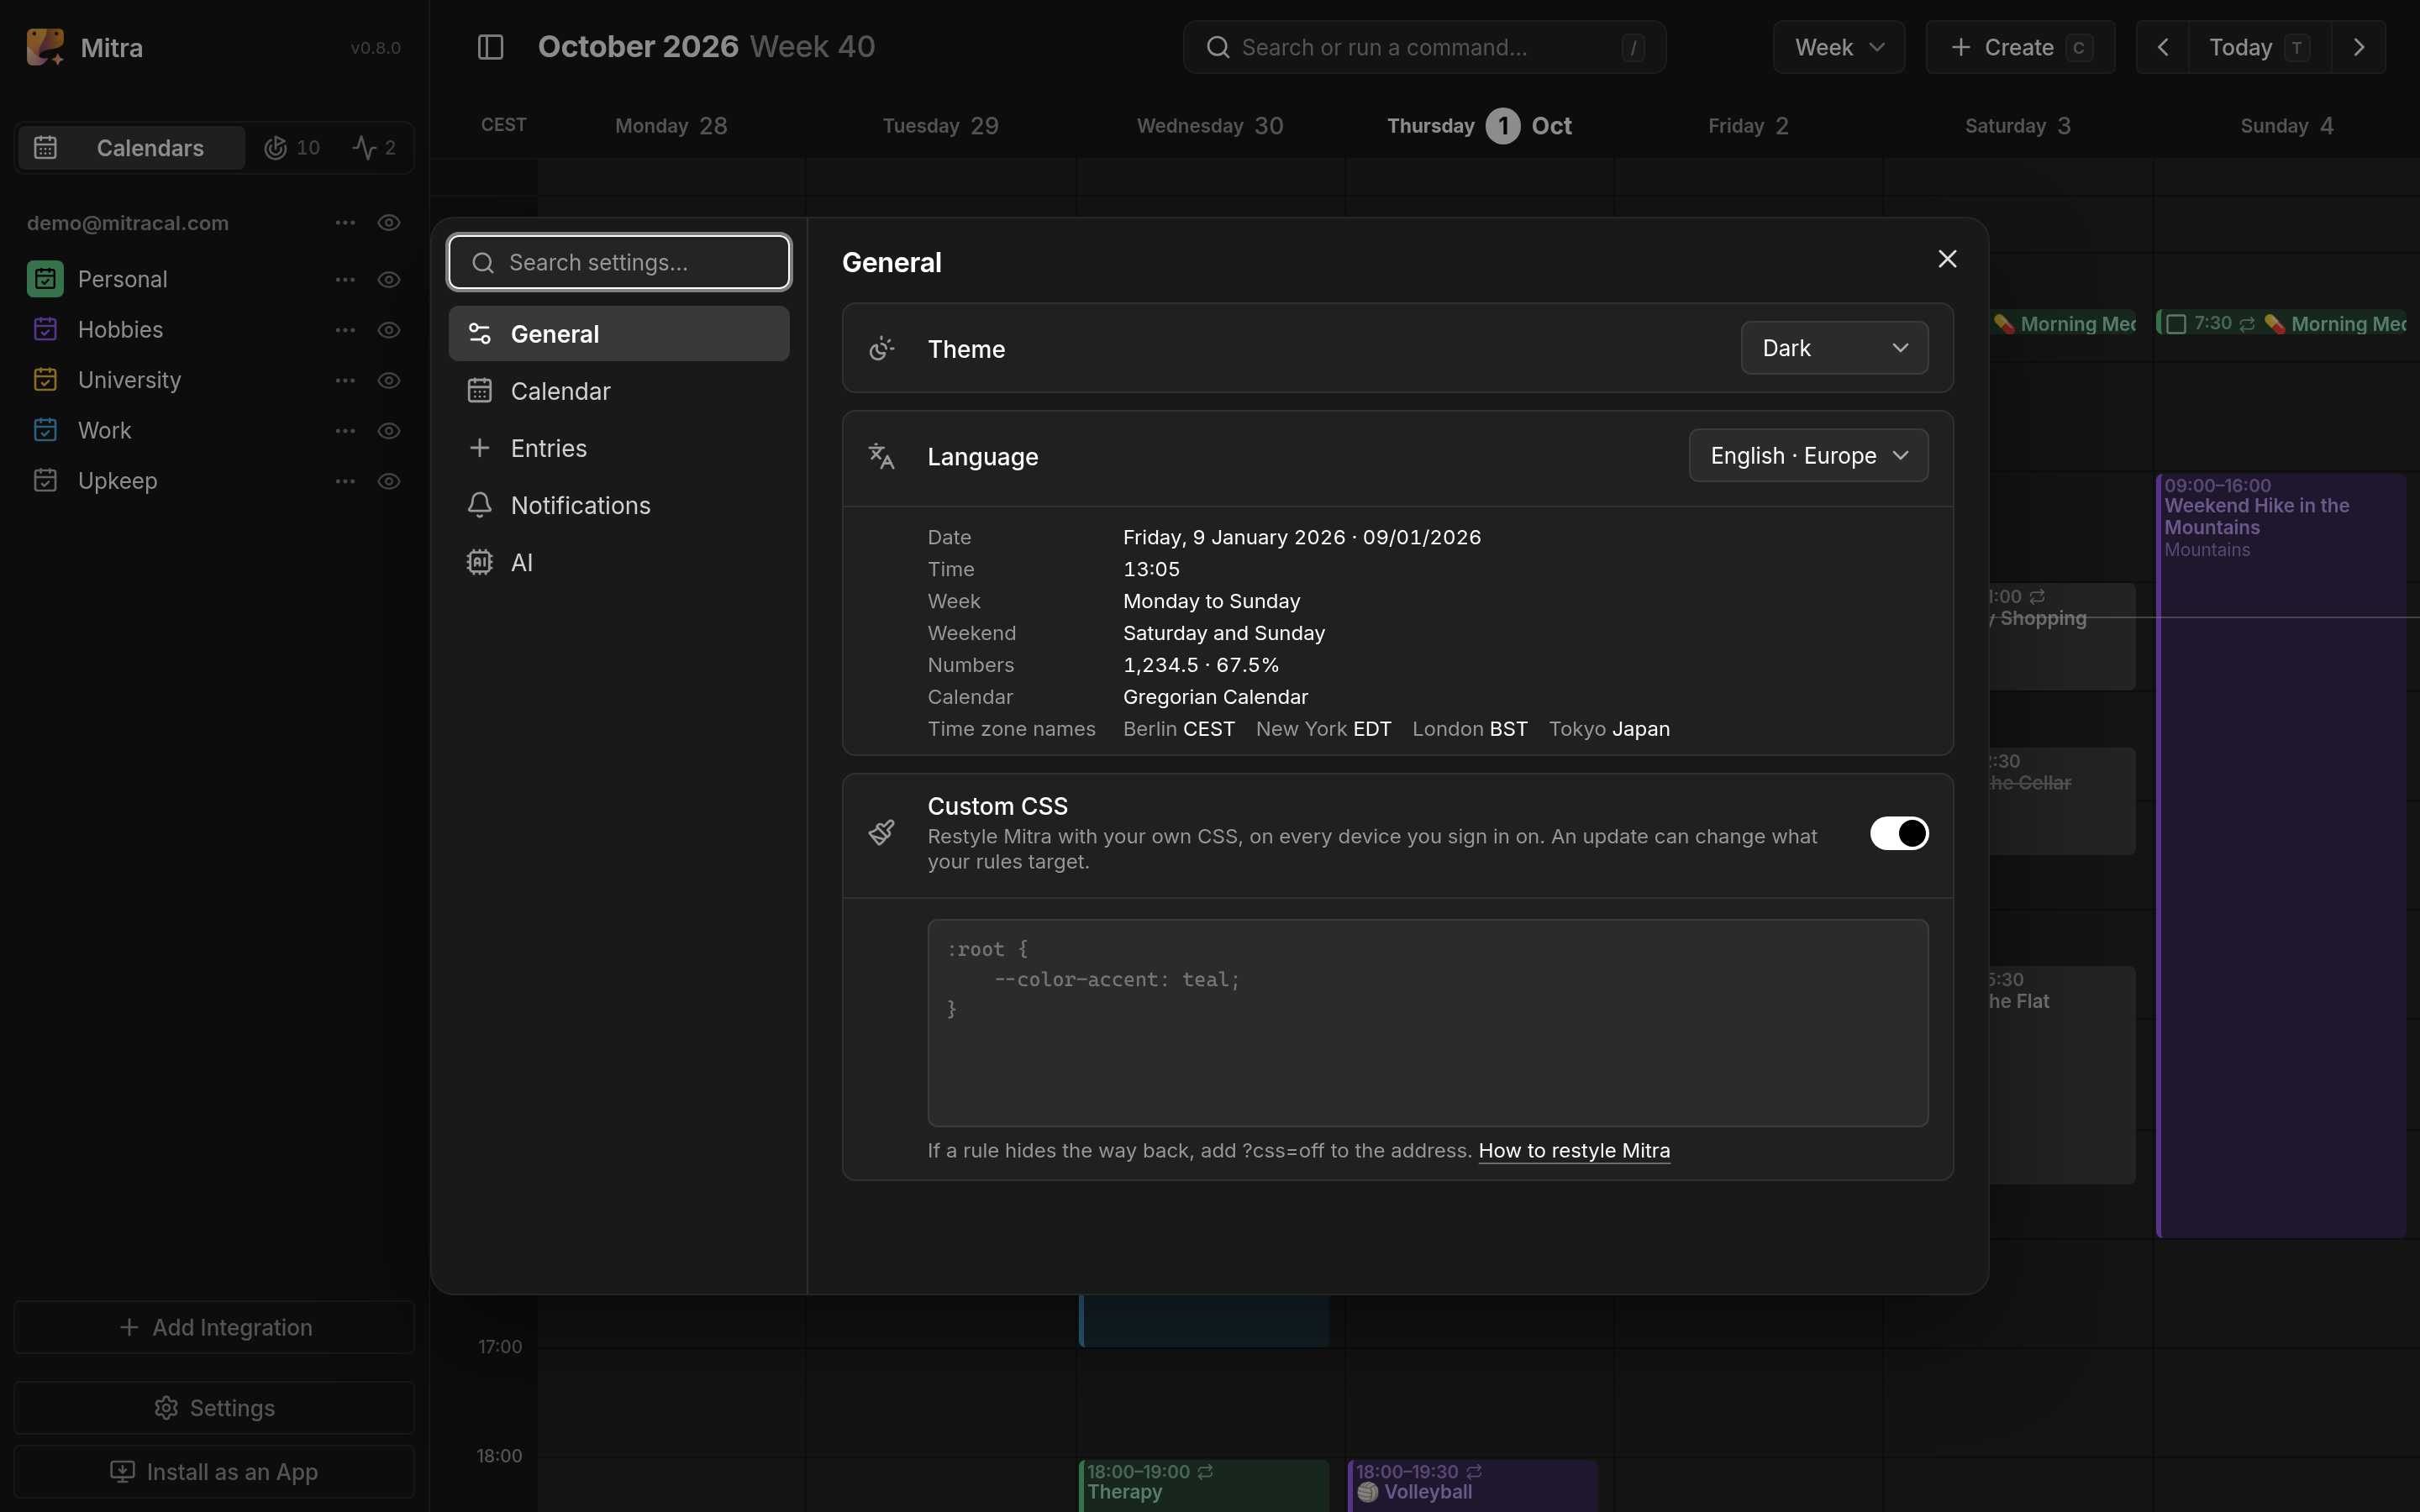 Mitra
v0.8.0
October 2026 Week 40
Search or run a command... /
Week
Create C
Today T
Calendars
10
2
CEST
Monday 28
Tuesday 29
Wednesday 30
Thursday 1 Oct
Friday 2
Saturday 3
Sunday 4
demo@mitracal.com
Personal
Hobbies
University
Work
Upkeep
Add Integration
Settings
Install as an App
Search settings...
General
Calendar
Entries
Notifications
AI
General
Theme
Dark
Language
English · Europe
Date Friday, 9 January 2026 · 09/01/2026
Time 13:05
Week Monday to Sunday
Weekend Saturday and Sunday
Numbers 1,234.5 · 67.5%
Calendar Gregorian Calendar
Time zone names Berlin CEST New York EDT London BST Tokyo Japan
Custom CSS
Restyle Mitra with your own CSS, on every device you sign in on. An update can change what
your rules target.
:root {
--color-accent: teal;
}
If a rule hides the way back, add ?css=off to the address. How to restyle Mitra
Morning
7:30 Morning
09:00–16:00
Weekend Hike in the
Mountains
Mountains
:00
Shopping
:30
Cellar
:30
Flat
17:00
18:00
18:00–19:00
Therapy
18:00–19:30
Volleyball